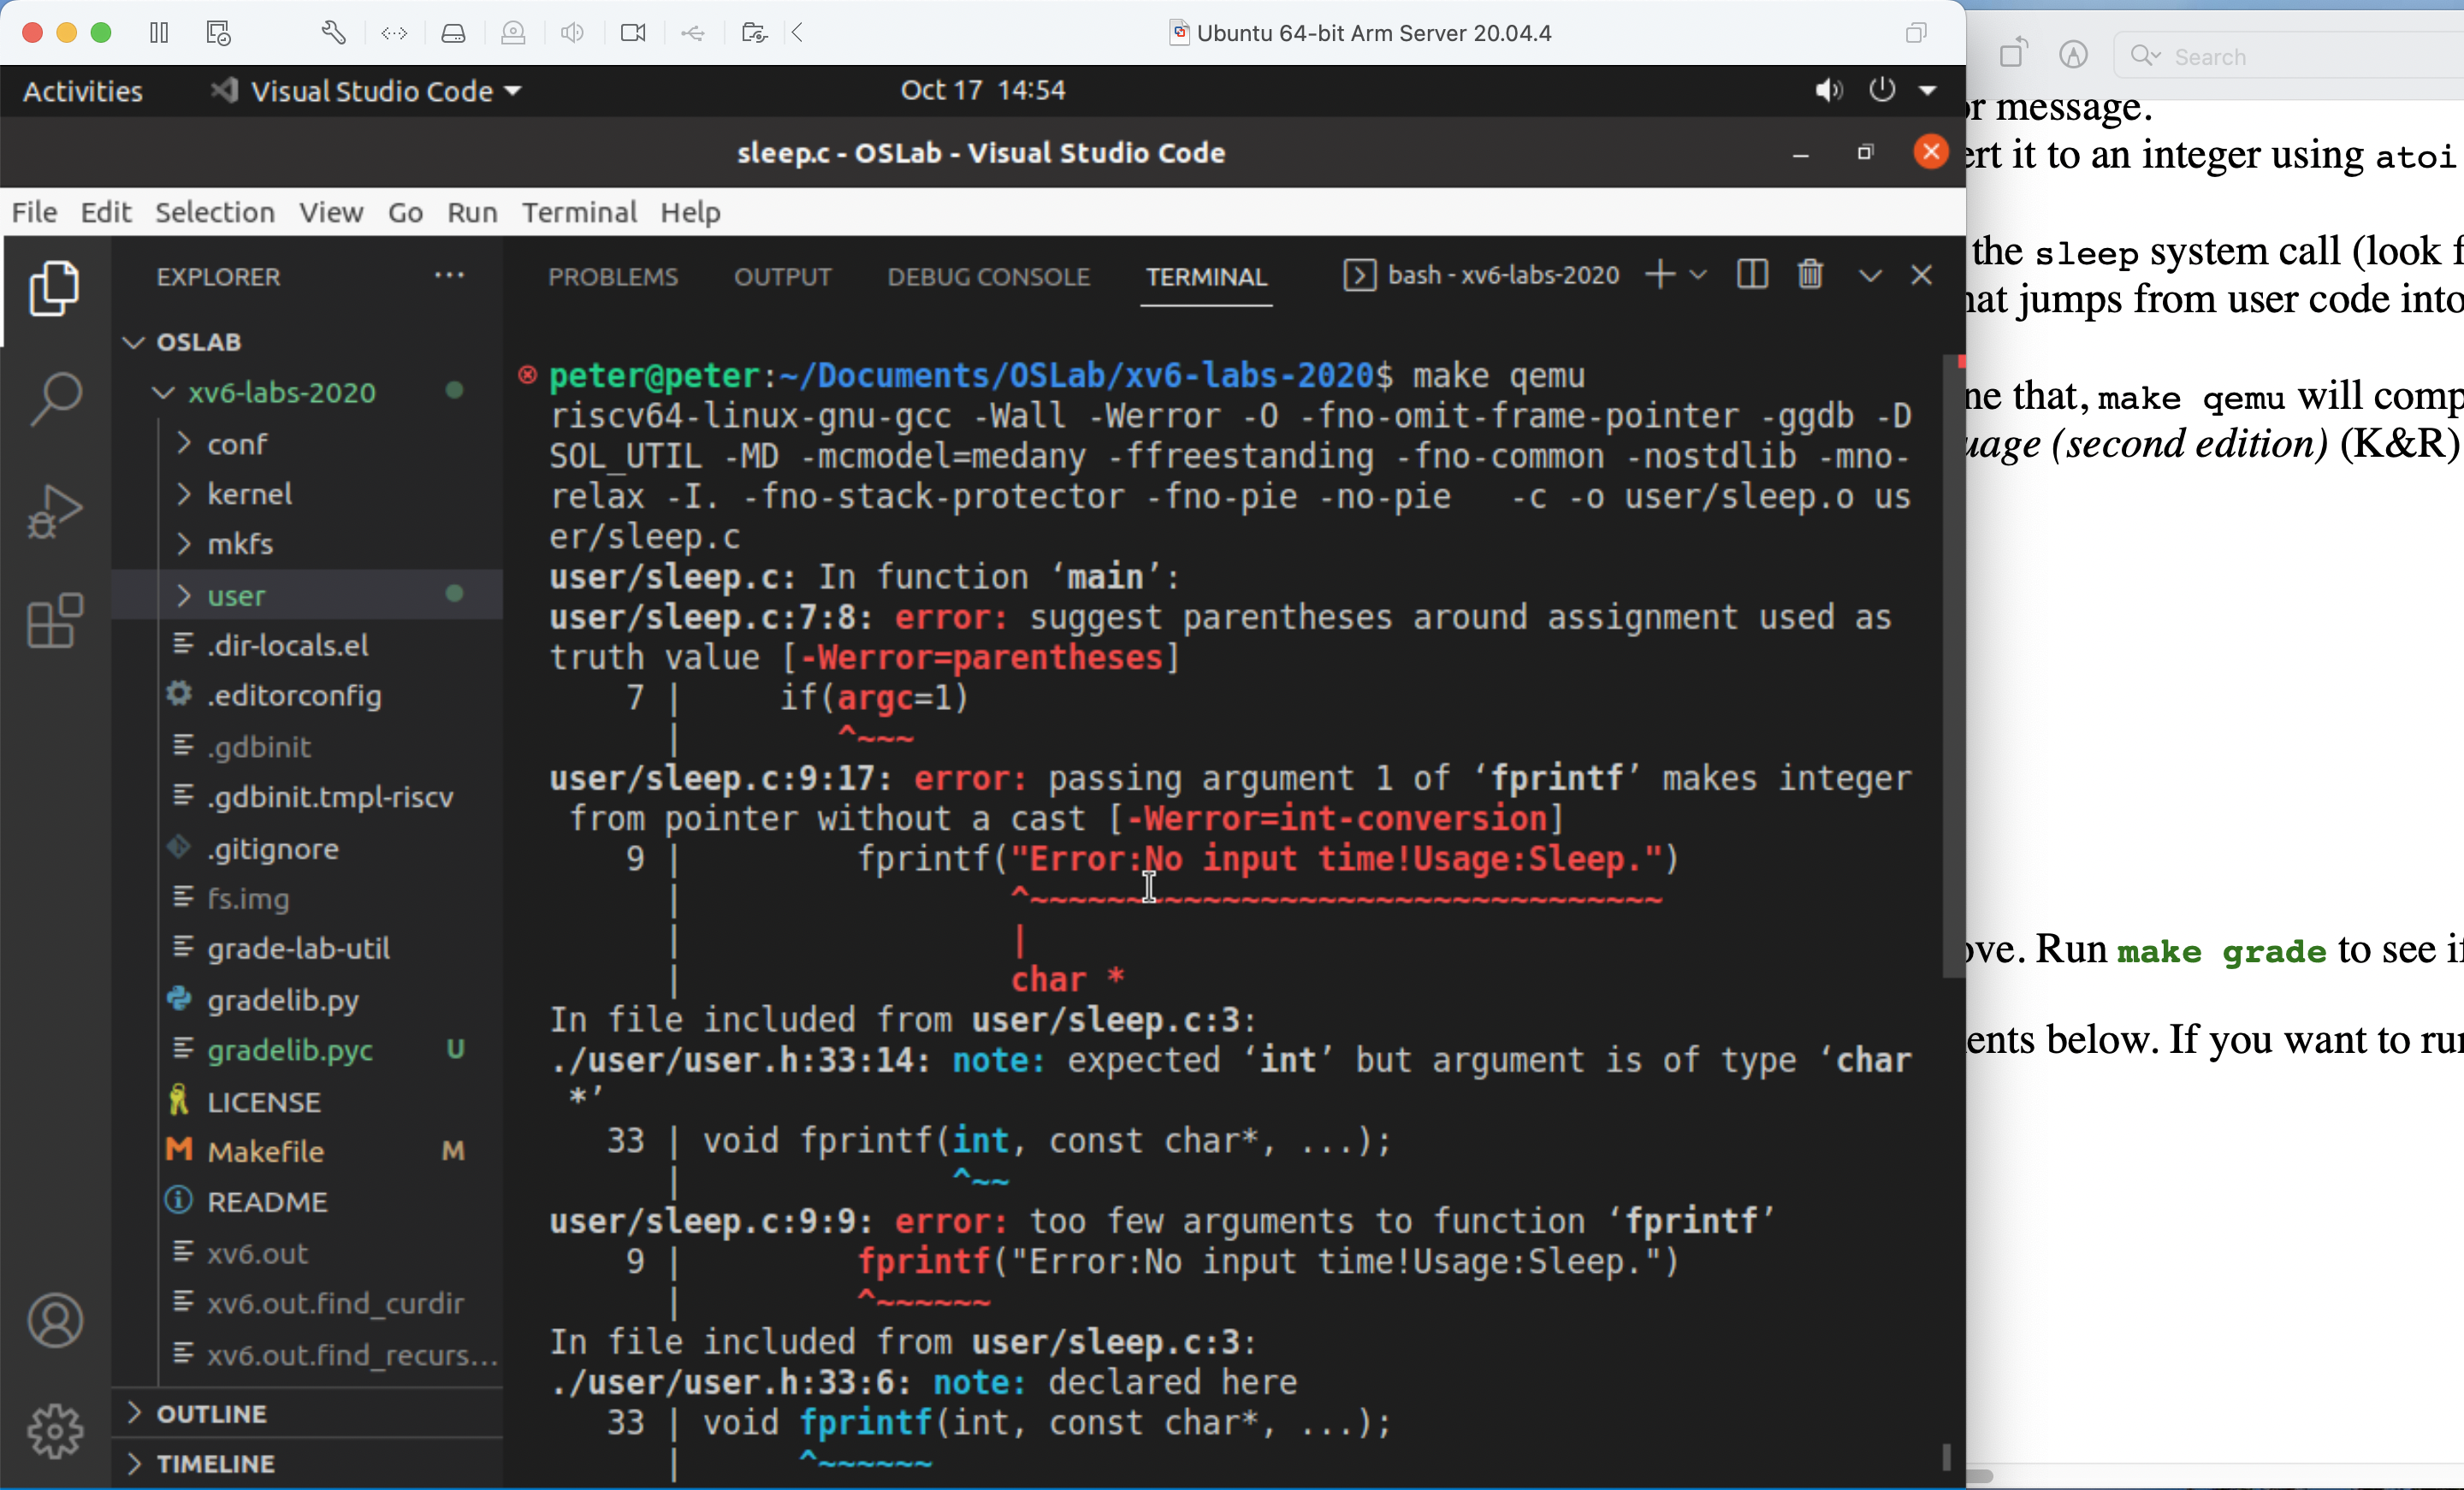 Ubuntu 64-bit Arm Server 20.04.4
Search
Activities
Visual Studio Code
Oct 17 14:54
sleep.c - OSLab - Visual Studio Code
File Edit Selection View Go Run Terminal Help
EXPLORER
OSLAB
xv6-labs-2020
conf
kernel
mkfs
user
.dir-locals.el
.editorconfig
.gdbinit
.gdbinit.tmpl-riscv
.gitignore
fs.img
grade-lab-util
gradelib.py
gradelib.pyc U
LICENSE
Makefile M
README
xv6.out
xv6.out.find_curdir
xv6.out.find_recurs...
OUTLINE
TIMELINE
PROBLEMS OUTPUT DEBUG CONSOLE TERMINAL bash - xv6-labs-2020
peter@peter:~/Documents/OSLab/xv6-labs-2020$ make qemu
riscv64-linux-gnu-gcc -Wall -Werror -O -fno-omit-frame-pointer -ggdb -D
SOL_UTIL -MD -mcmodel=medany -ffreestanding -fno-common -nostdlib -mno-
relax -I. -fno-stack-protector -fno-pie -no-pie   -c -o user/sleep.o us
er/sleep.c
user/sleep.c: In function ‘main’:
user/sleep.c:7:8: error: suggest parentheses around assignment used as
truth value [-Werror=parentheses]
7 |     if(argc=1)
|        ^~~~
user/sleep.c:9:17: error: passing argument 1 of ‘fprintf’ makes integer
from pointer without a cast [-Werror=int-conversion]
9 |         fprintf("Error:No input time!Usage:Sleep.")
|                 ^~~~~~~~~~~~~~~~~~~~~~~~~~~~~~~~~~
|                 |
|                 char *
In file included from user/sleep.c:3:
./user/user.h:33:14: note: expected ‘int’ but argument is of type ‘char
*’
33 | void fprintf(int, const char*, ...);
|              ^~~
user/sleep.c:9:9: error: too few arguments to function ‘fprintf’
9 |         fprintf("Error:No input time!Usage:Sleep.")
|         ^~~~~~~
In file included from user/sleep.c:3:
./user/user.h:33:6: note: declared here
33 | void fprintf(int, const char*, ...);
|      ^~~~~~~
or message.
ert it to an integer using atoi
the sleep system call (look f
hat jumps from user code into
ne that, make qemu will comp
uage (second edition) (K&R)
ove. Run make grade to see if
ents below. If you want to run